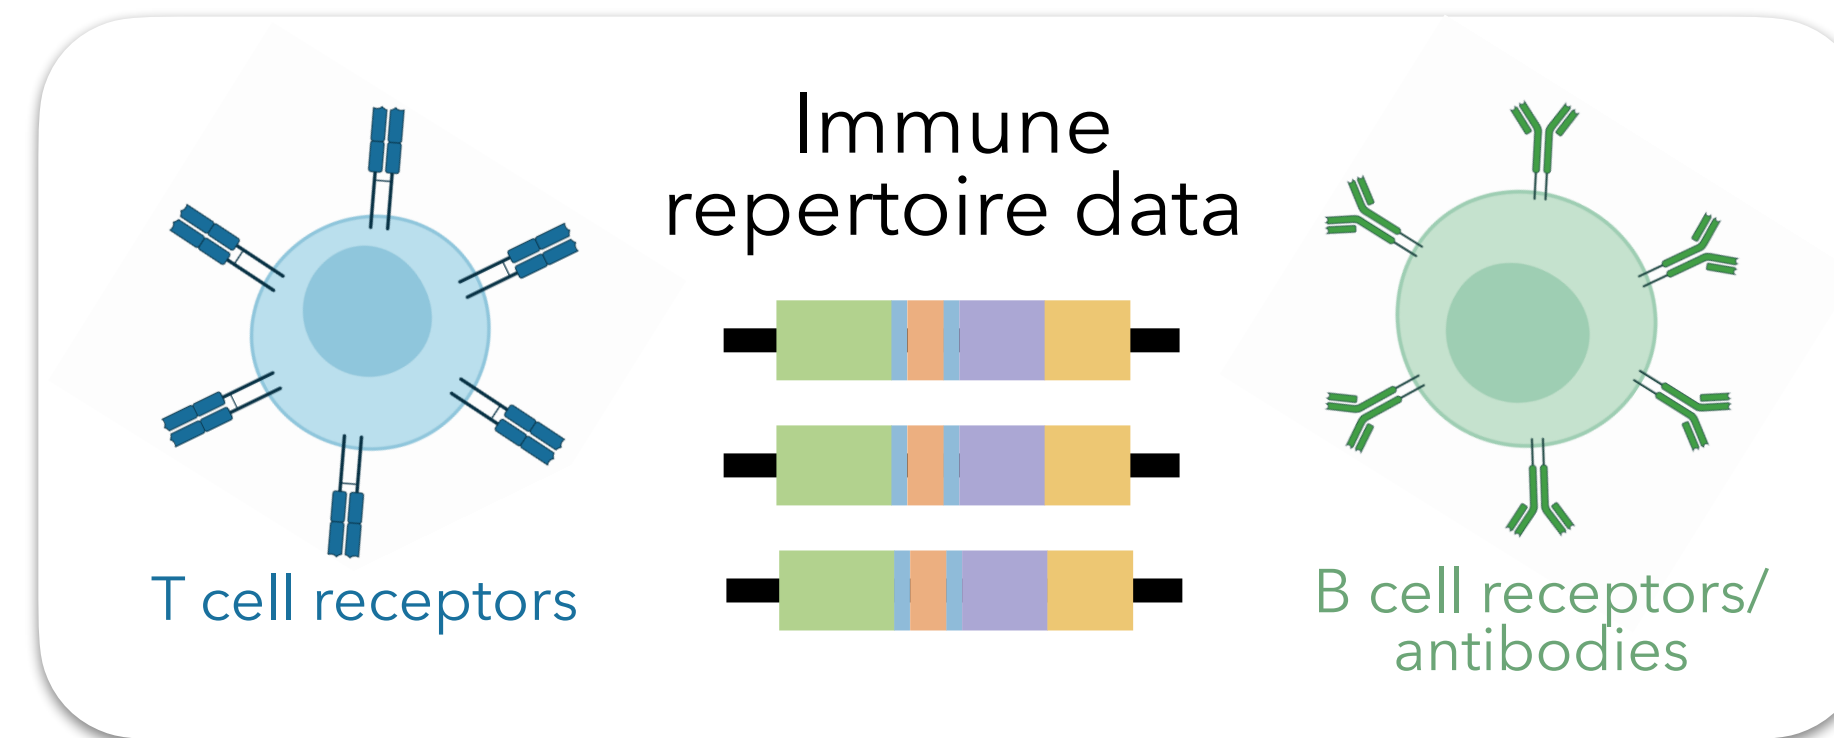 Immune
repertoire data
T cell receptors
B cell receptors/
antibodies